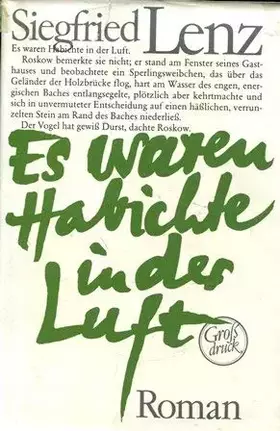 Siegfried Lenz
Es waren Habichte in der Luft.
Roskow bemerkte sie nicht; er stand am Fenster seines Gast-
hauses und beobachtete ein Sperlingsweibchen, das über das
Geländer der Holzbrücke flog, hart am Wasser des engen, ener-
gischen Baches entlangsegelte, plötzlich aber kehrtmachte und
sich in unvermuteter Entscheidung auf einen häßlichen, verrun-
zelten Stein am Rand des Baches niederließ.
Der Vogel hat gewiß Durst, dachte Roskow.
Es waren
Habichte
in der
Luft
Groß
druck
Roman